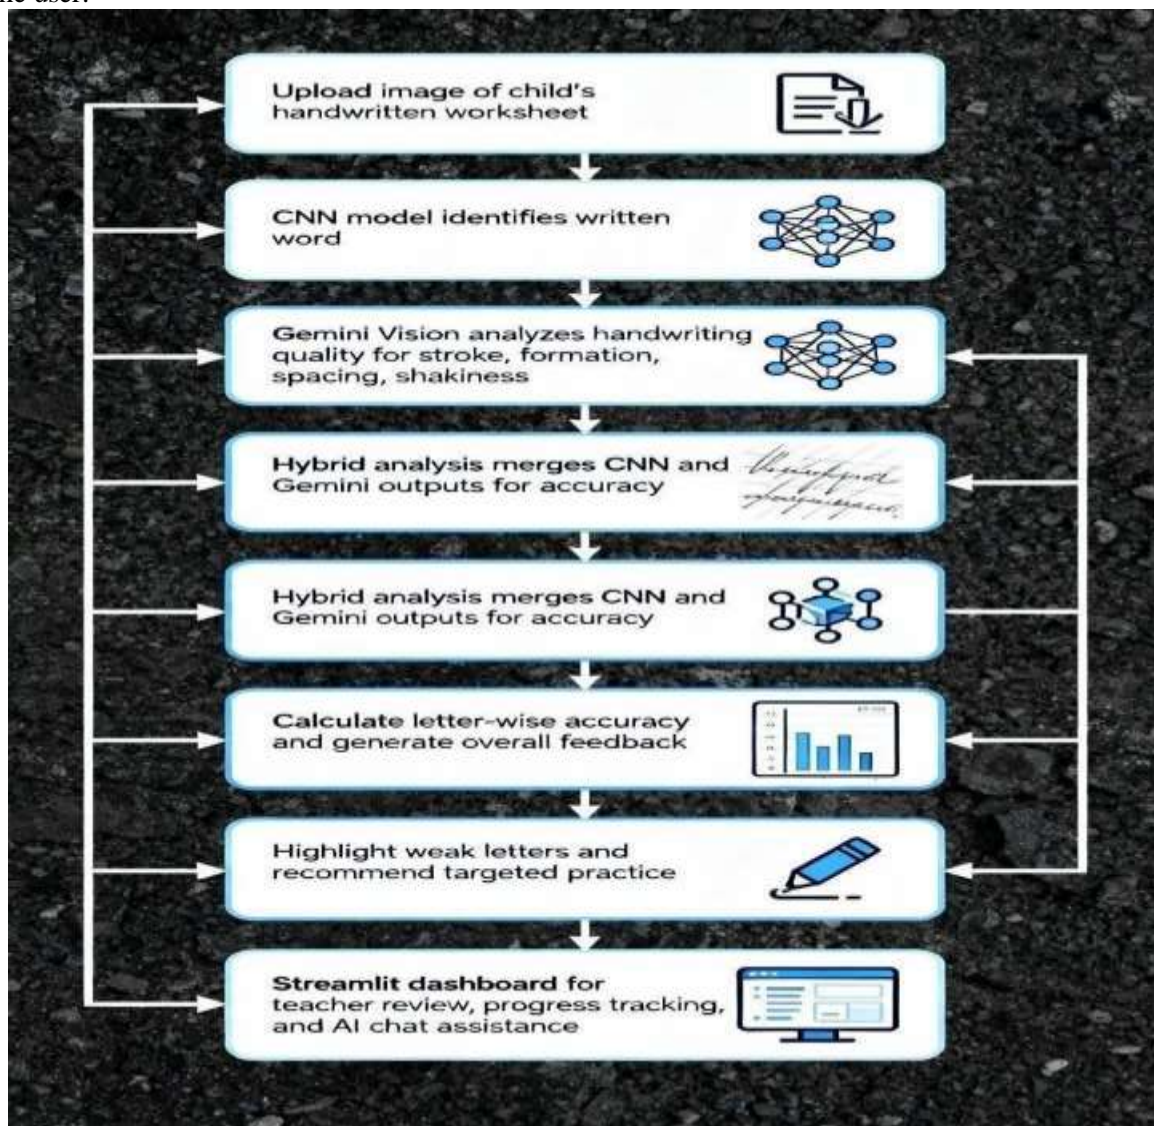 Upload image of child's
handwritten worksheet
CNN model identifies written
word
Gemini Vision analyzes handwriting
quality for stroke, formation,
spacing, shakiness
Hybrid analysis merges CNN and
Gemini outputs for accuracy
Hybrid analysis merges CNN and
Gemini outputs for accuracy
Calculate letter-wise accuracy
and generate overall feedback
Highlight weak letters and
recommend targeted practice
Streamlit dashboard for
teacher review, progress tracking,
and AI chat assistance